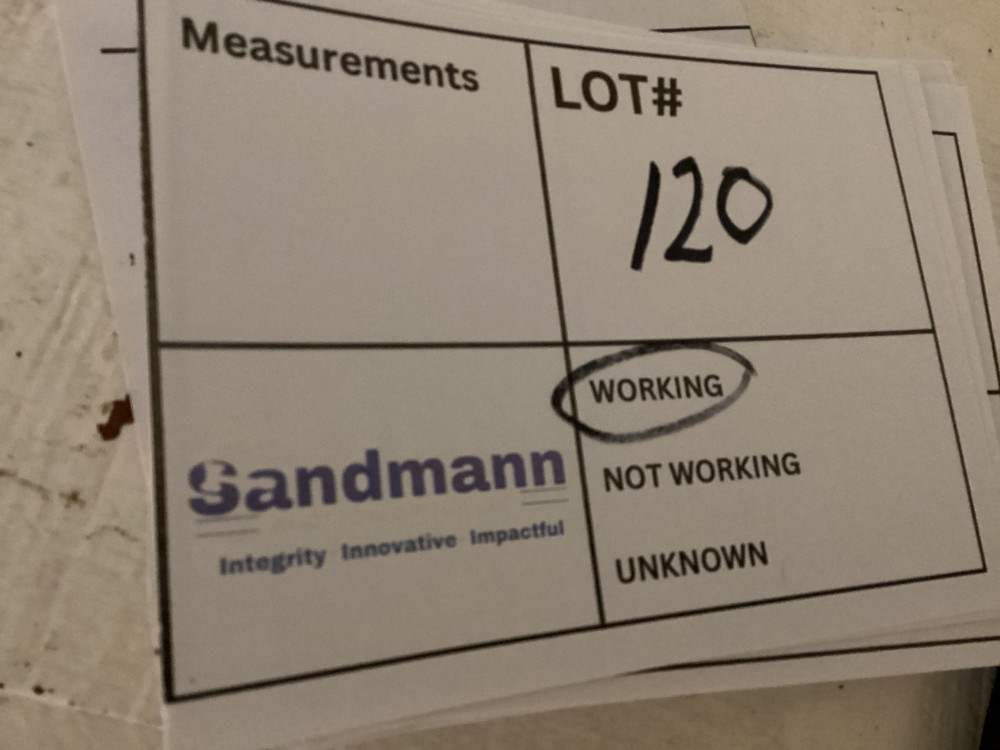 Measurements
LOT#
120
WORKING
NOT WORKING
UNKNOWN
Sandmann
Integrity Innovative Impactful